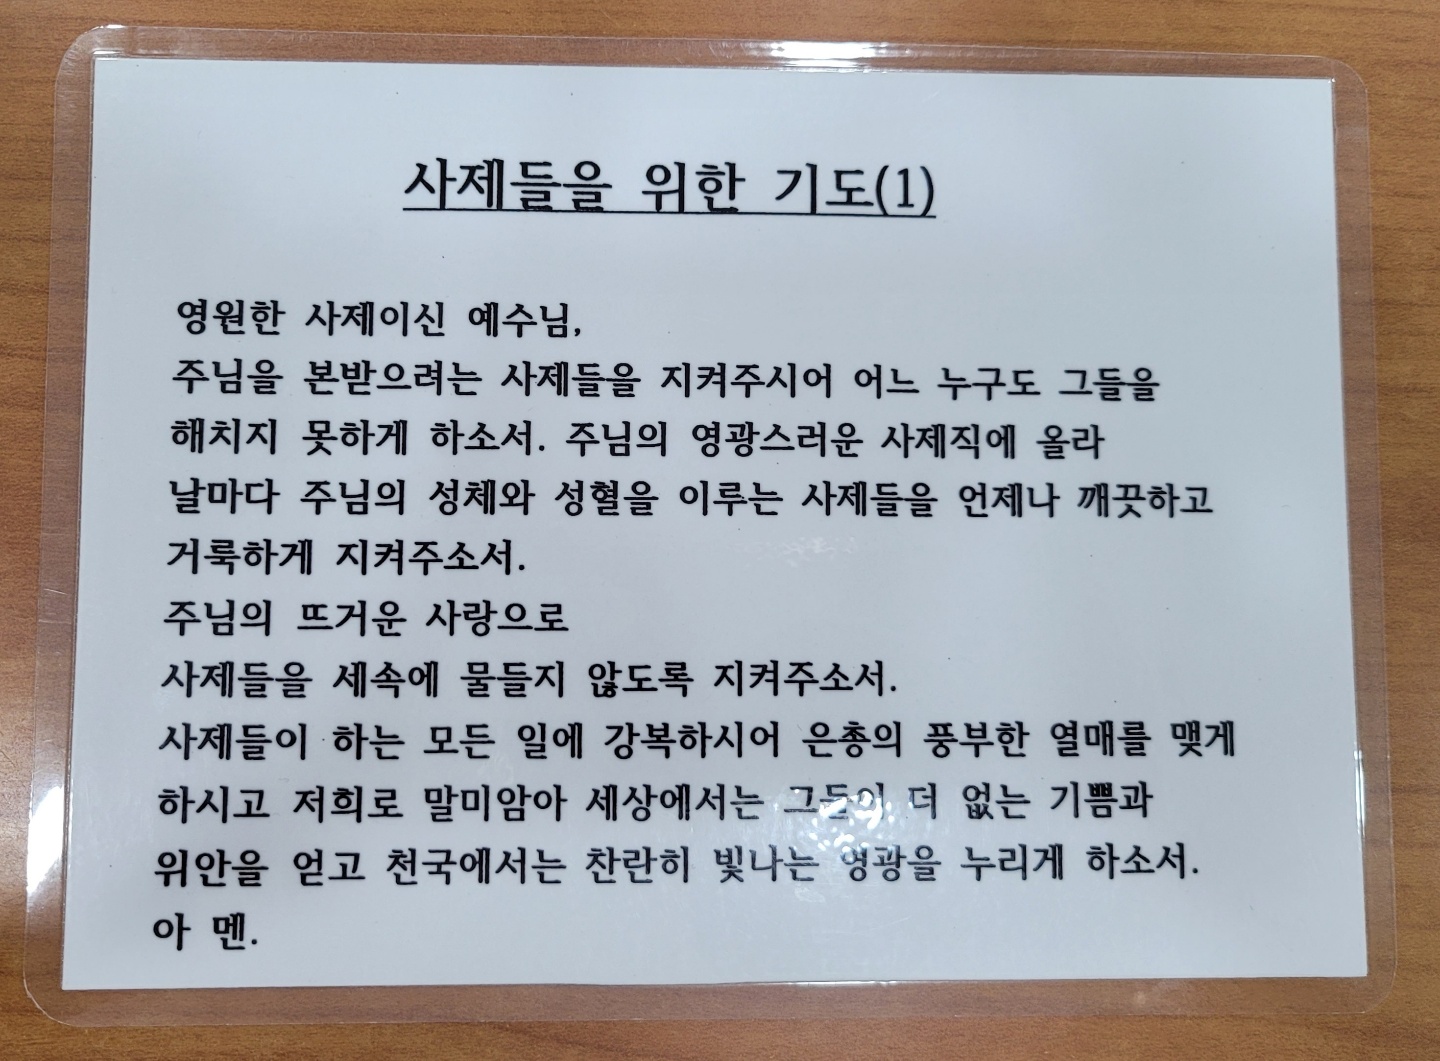 사제들을 위한 기도(1)
영원한 사제이신 예수님,
주님을 본받으려는 사제들을 지켜주시어 어느 누구도 그들을
해치지 못하게 하소서. 주님의 영광스러운 사제직에 올라
날마다 주님의 성체와 성혈을 이루는 사제들을 언제나 깨끗하고
거룩하게 지켜주소서.
주님의 뜨거운 사랑으로
사제들을 세속에 물들지 않도록 지켜주소서.
사제들이 하는 모든 일에 강복하시어 은총의 풍부한 열매를 맺게
하시고 저희로 말미암아 세상에서는 그들이 더 없는 기쁨과
위안을 얻고 천국에서는 찬란히 빛나는 영광을 누리게 하소서.
아 멘.